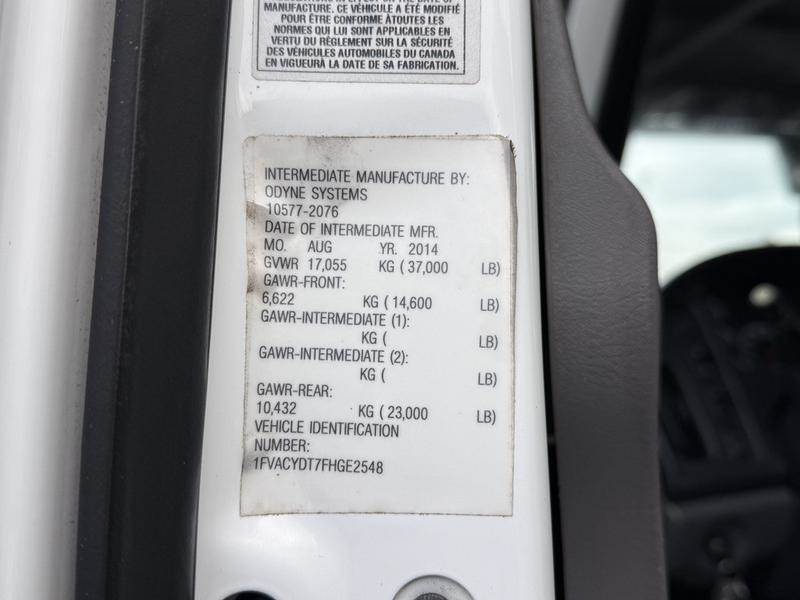 MANUFACTURE. CE VÉHICULE A ÉTÉ MODIFIÉ
POUR ÊTRE CONFORME ÀTOUTES LES
NORMES QUI LUI SONT APPLICABLES EN
VERTU DU RÈGLEMENT SUR LA SÉCURITÉ
DES VÉHICULES AUTOMOBILES DU CANADA
EN VIGUEURÀ LA DATE DE SA FABRICATION.
INTERMEDIATE MANUFACTURE BY:
ODYNE SYSTEMS
10577-2076
DATE OF INTERMEDIATE MFR.
MO. AUG YR. 2014
GVWR 17,055 KG ( 37,000 LB)
GAWR-FRONT:
6,622 KG ( 14,600 LB)
GAWR-INTERMEDIATE (1):
KG ( LB)
GAWR-INTERMEDIATE (2):
KG ( LB)
GAWR-REAR:
10,432 KG ( 23,000 LB)
VEHICLE IDENTIFICATION
NUMBER:
1FVACYDT7FHGE2548